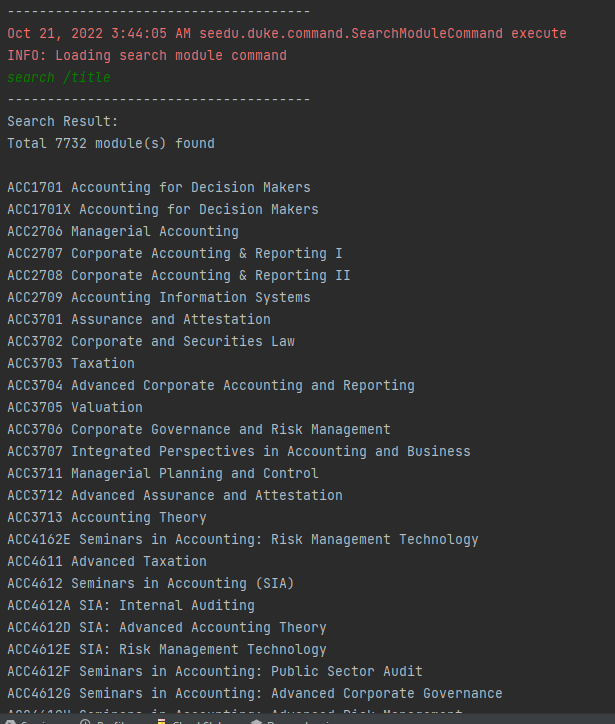 --------------------------------------
Oct 21, 2022 3:44:05 AM seedu.duke.command.SearchModuleCommand execute
INFO: Loading search module command
search /title
--------------------------------------
Search Result:
Total 7732 module(s) found
ACC1701 Accounting for Decision Makers
ACC1701X Accounting for Decision Makers
ACC2706 Managerial Accounting
ACC2707 Corporate Accounting & Reporting I
ACC2708 Corporate Accounting & Reporting II
ACC2709 Accounting Information Systems
ACC3701 Assurance and Attestation
ACC3702 Corporate and Securities Law
ACC3703 Taxation
ACC3704 Advanced Corporate Accounting and Reporting
ACC3705 Valuation
ACC3706 Corporate Governance and Risk Management
ACC3707 Integrated Perspectives in Accounting and Business
ACC3711 Managerial Planning and Control
ACC3712 Advanced Assurance and Attestation
ACC3713 Accounting Theory
ACC4162E Seminars in Accounting: Risk Management Technology
ACC4611 Advanced Taxation
ACC4612 Seminars in Accounting (SIA)
ACC4612A SIA: Internal Auditing
ACC4612D SIA: Advanced Accounting Theory
ACC4612E SIA: Risk Management Technology
ACC4612F Seminars in Accounting: Public Sector Audit
ACC4612G Seminars in Accounting: Advanced Corporate Governance
ACC4612H Seminars in Accounting: Advanced Risk Management